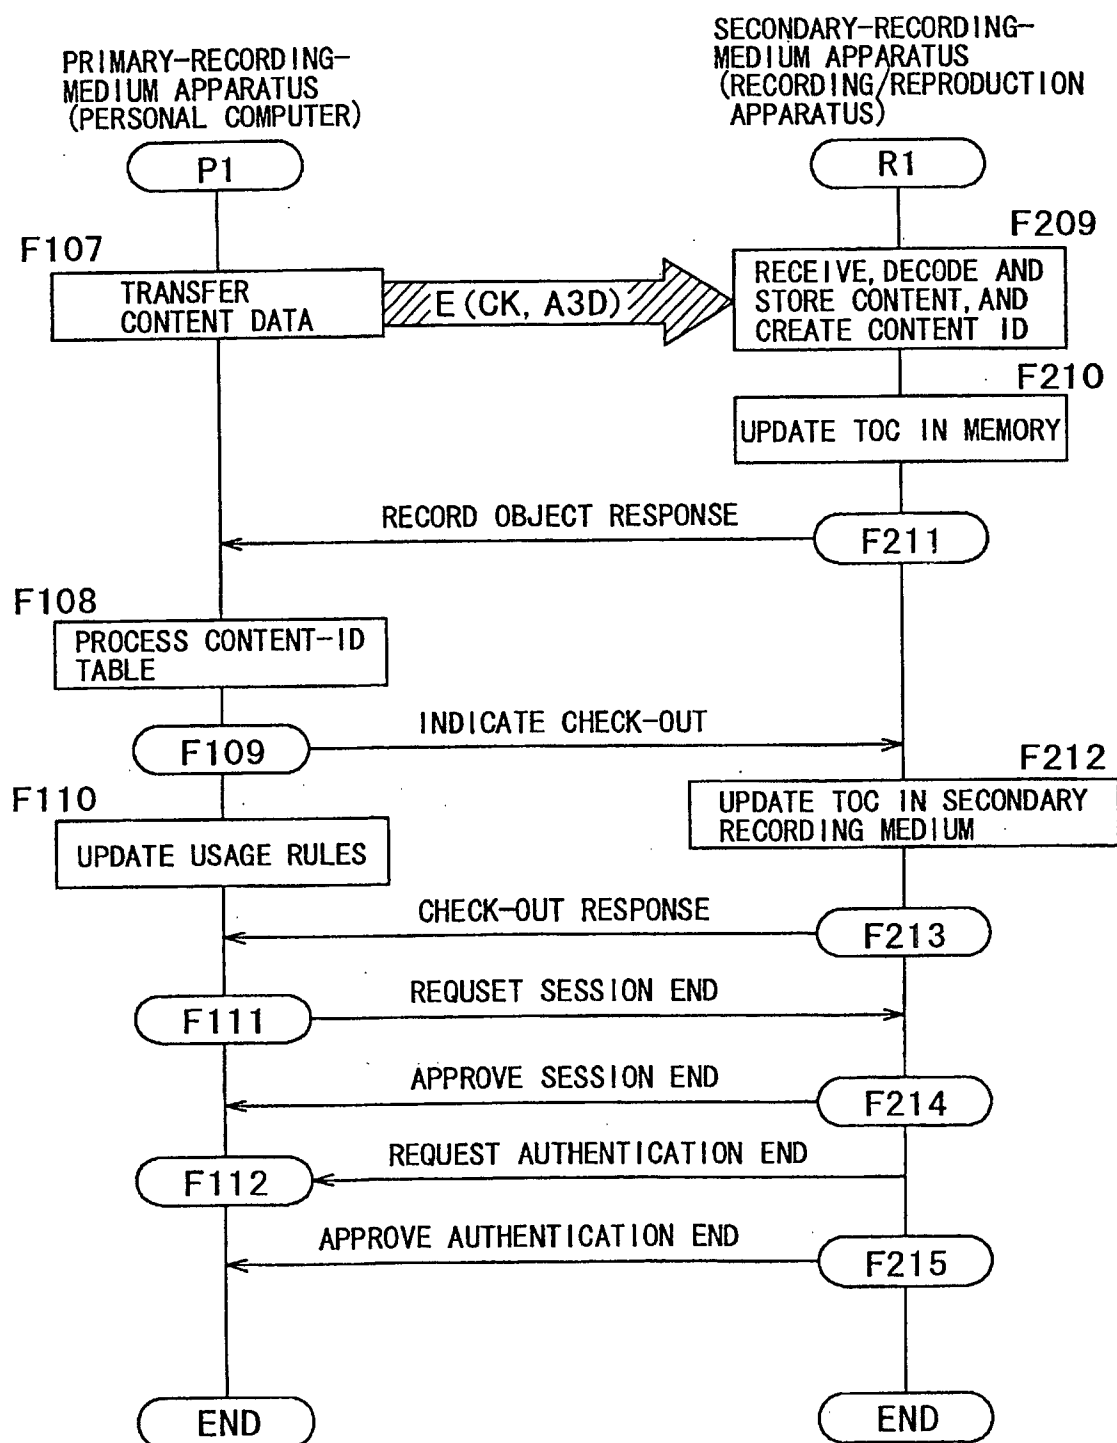 PRIMARY-RECORDING-
MEDIUM APPARATUS
(PERSONAL COMPUTER)
SECONDARY-RECORDING-
MEDIUM APPARATUS
(RECORDING/REPRODUCTION
APPARATUS)
P1
R1
F107
TRANSFER
CONTENT DATA
E(CK, A3D)
F209
RECEIVE, DECODE AND
STORE CONTENT, AND
CREATE CONTENT ID
F210
UPDATE TOC IN MEMORY
RECORD OBJECT RESPONSE
F211
F108
PROCESS CONTENT-ID
TABLE
F109
INDICATE CHECK-OUT
F212
UPDATE TOC IN SECONDARY
RECORDING MEDIUM
F110
UPDATE USAGE RULES
CHECK-OUT RESPONSE
F213
F111
REQUSET SESSION END
APPROVE SESSION END
F214
F112
REQUEST AUTHENTICATION END
APPROVE AUTHENTICATION END
F215
END
END